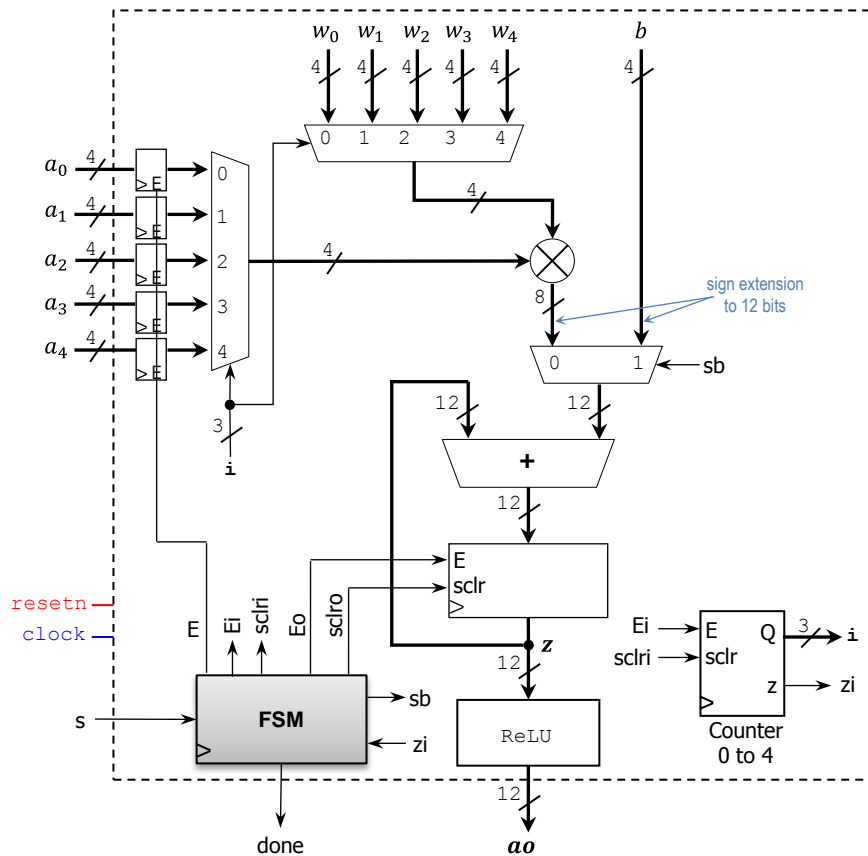 w₀ w₁ w₂ w₃ w₄ b
4 4 4 4 4 4
0 1 2 3 4
a₀ 4 E 0
a₁ 4 E 1
a₂ 4 E 2
a₃ 4 E 3
a₄ 4 E 4
4
4
8
sign extension
to 12 bits
0 1 sb
3
i
12 12
+
12
E
sclr
z
12
ReLU
12
ao
resetn
clock
E Ei sclri Eo sclro
s FSM sb
zi
done
Ei E Q 3 i
sclri sclr
z zi
Counter
0 to 4